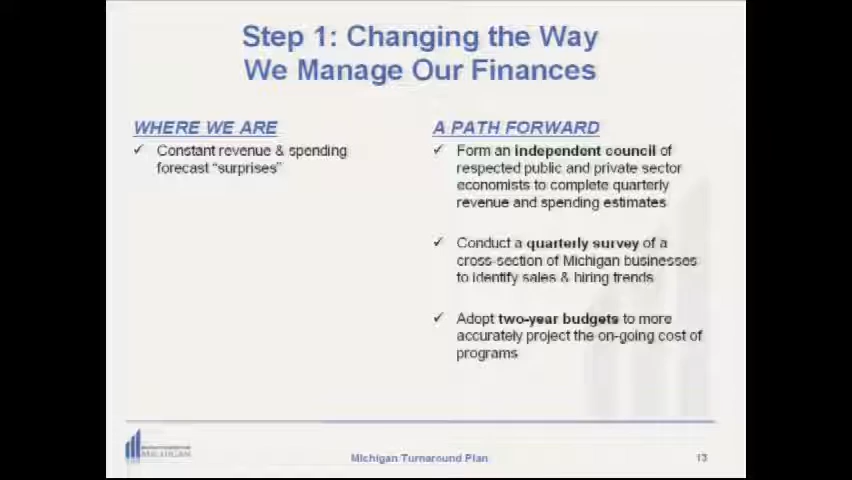 Step 1: Changing the Way
We Manage Our Finances
WHERE WE ARE
✓ Constant revenue & spending
forecast “surprises”
A PATH FORWARD
✓ Form an independent council of
respected public and private sector
economists to complete quarterly
revenue and spending estimates
✓ Conduct a quarterly survey of a
cross-section of Michigan businesses
to identify sales & hiring trends
✓ Adopt two-year budgets to more
accurately project the on-going cost of
programs
MICHIGAN
Michigan Turnaround Plan
13